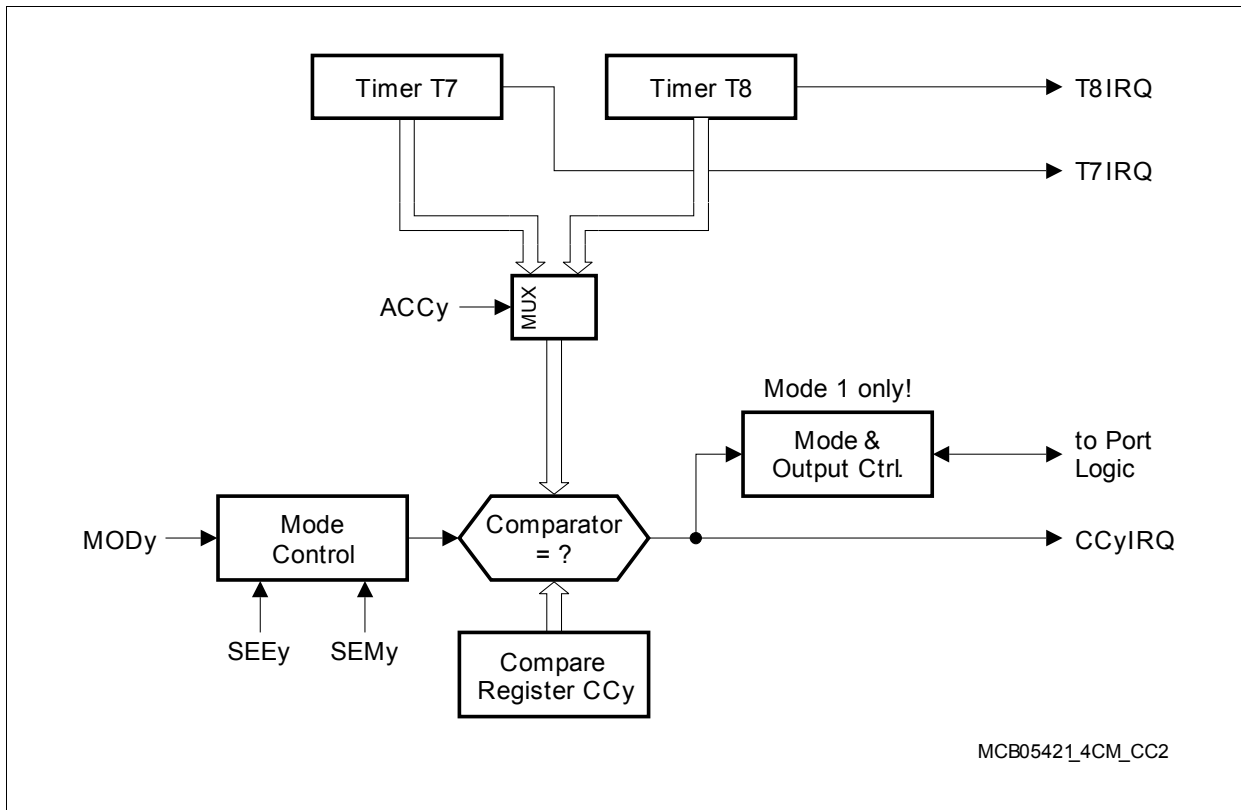 Timer T7
Timer T8
T8IRQ
T7IRQ
ACCy
MUX
Mode 1 only!
Mode &
Output Ctrl.
to Port
Logic
MODy
Mode
Control
Comparator
= ?
CCyIRQ
SEEy
SEMy
Compare
Register CCy
MCB05421_4CM_CC2